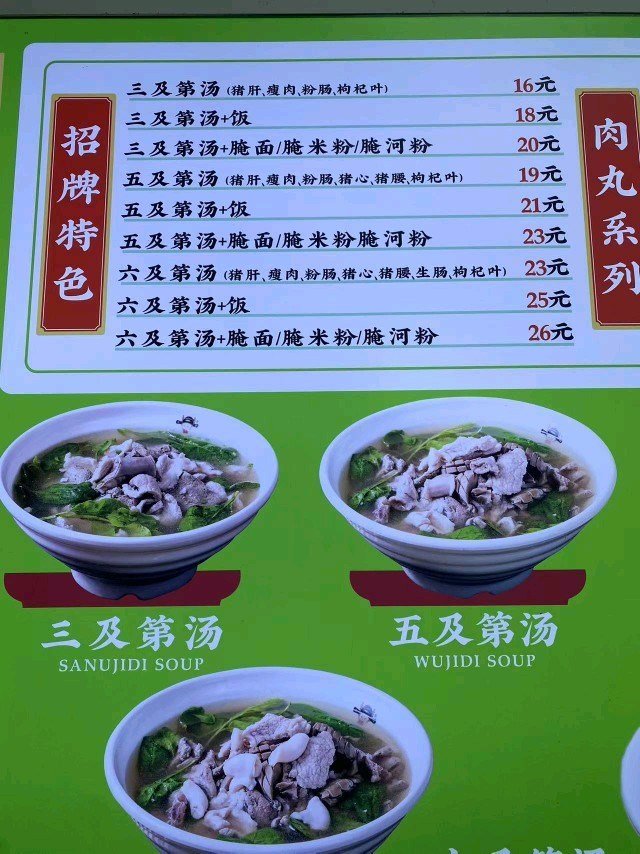 招牌特色
三及第汤 (猪肝、瘦肉、粉肠、枸杞叶) 16元
三及第汤+饭 18元
三及第汤+腌面/腌米粉/腌河粉 20元
五及第汤 (猪肝、瘦肉、粉肠、猪心、猪腰、枸杞叶) 19元
五及第汤+饭 21元
五及第汤+腌面/腌米粉腌河粉 23元
六及第汤 (猪肝、瘦肉、粉肠、猪心、猪腰、生肠、枸杞叶) 23元
六及第汤+饭 25元
六及第汤+腌面/腌米粉/腌河粉 26元
肉丸系列
三及第汤
SANUJIDI SOUP
五及第汤
WUJIDI SOUP